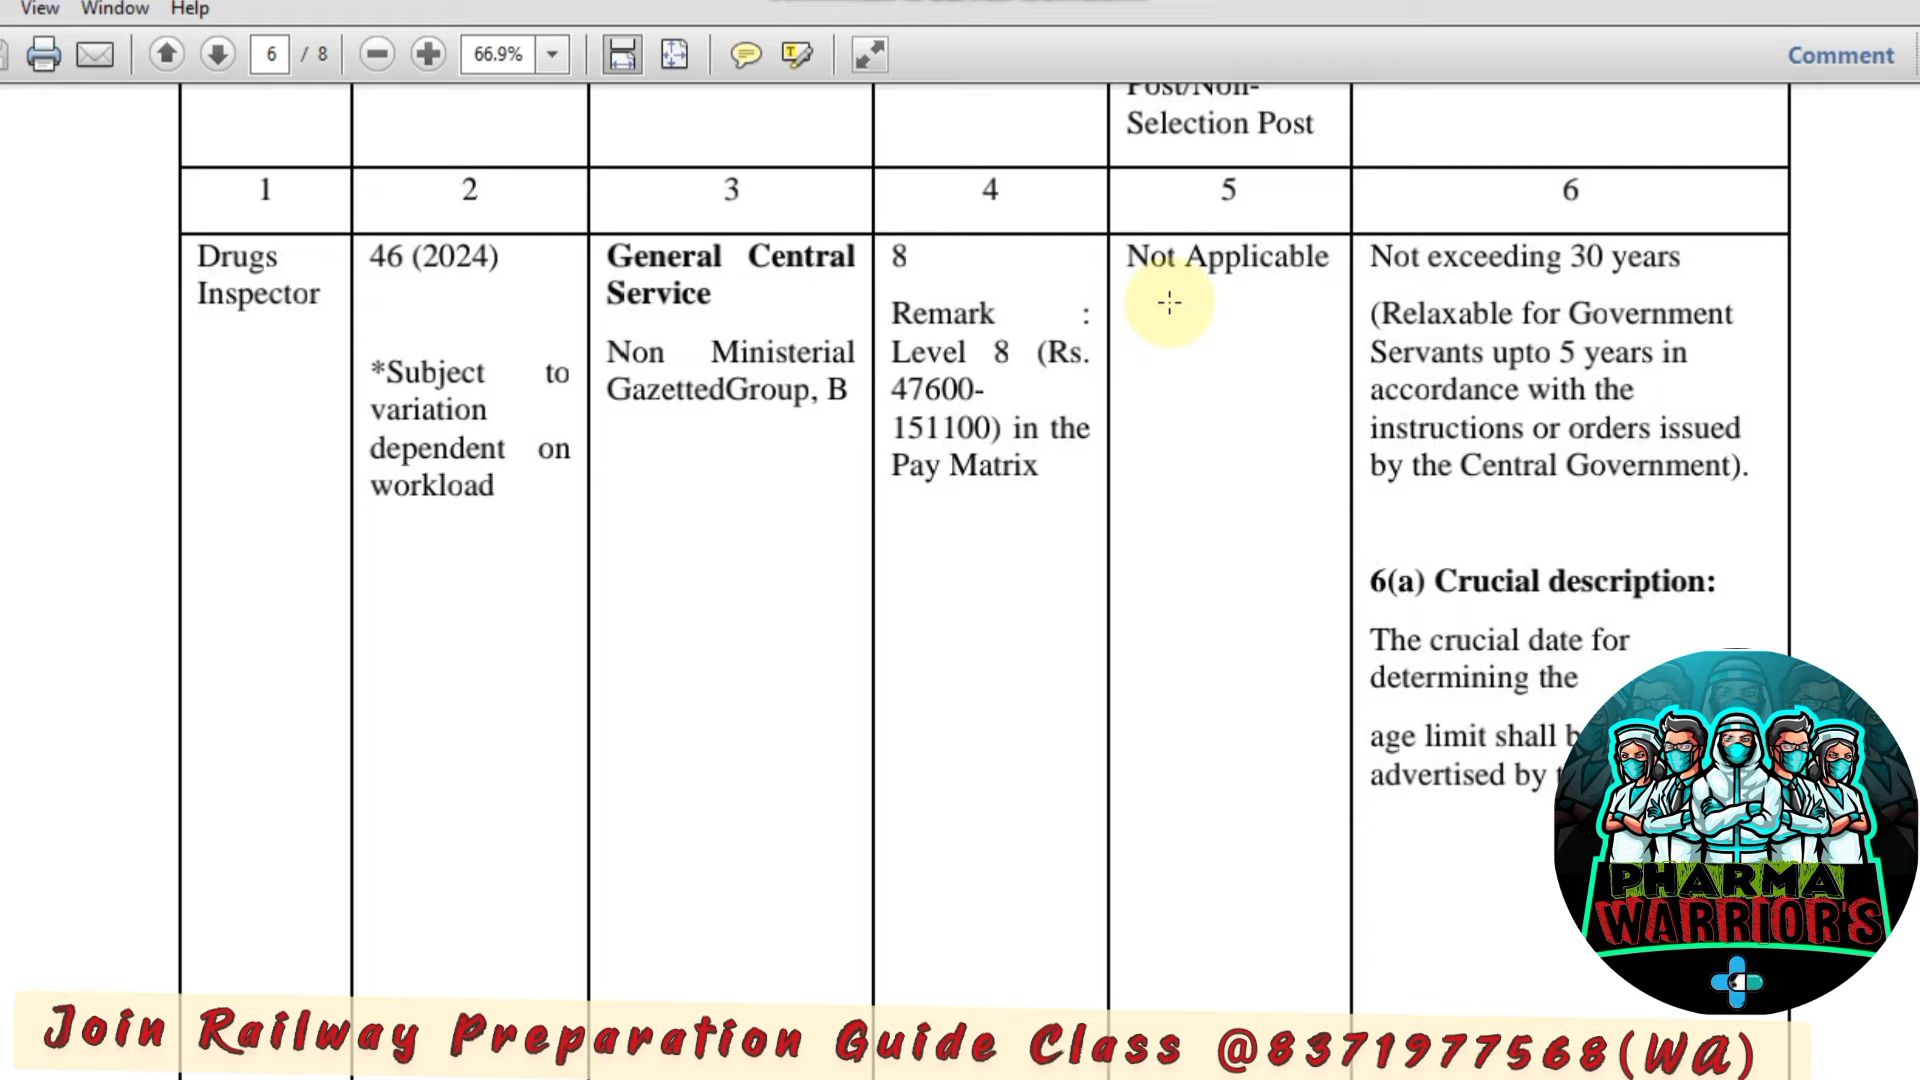 View Window Help
6 / 8
66.9%
Comment
Post/Non-
Selection Post
1 2 3 4 5 6
Drugs
Inspector
46 (2024)
*Subject to
variation
dependent on
workload
General Central
Service
Non Ministerial
GazettedGroup, B
8
Remark :
Level 8 (Rs.
47600-
151100) in the
Pay Matrix
Not Applicable
Not exceeding 30 years
(Relaxable for Government
Servants upto 5 years in
accordance with the
instructions or orders issued
by the Central Government).
6(a) Crucial description:
The crucial date for
determining the
age limit shall
advertised by
PHARMA
WARRIOR'S
Join Railway Preparation Guide Class @8371977568(WA)